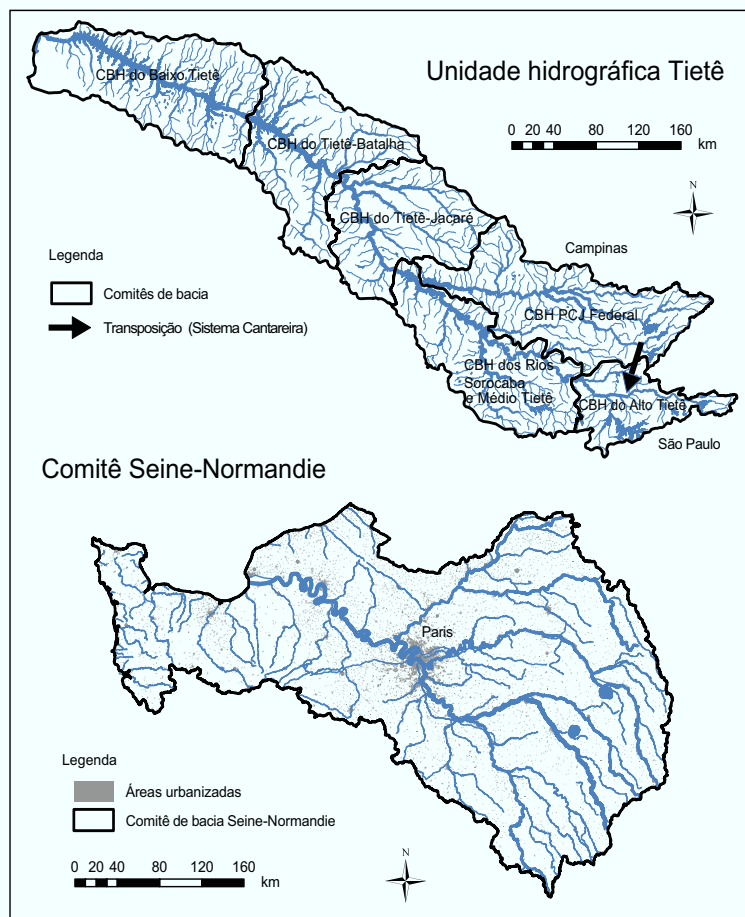 Unidade hidrográfica Tietê
0 20 40 80 120 160
km
N
CBH do Baixo Tietê
CBH do Tietê-Batalha
CBH do Tietê-Jacaré
Campinas
CBH PCJ Federal
CBH dos Rios
Sorocaba
e Médio Tietê
CBH do Alto Tietê
São Paulo
Legenda
Comitês de bacia
Transposição (Sistema Cantareira)
Comitê Seine-Normandie
Paris
Legenda
Áreas urbanizadas
Comitê de bacia Seine-Normandie
0 20 40 80 120 160
km
N